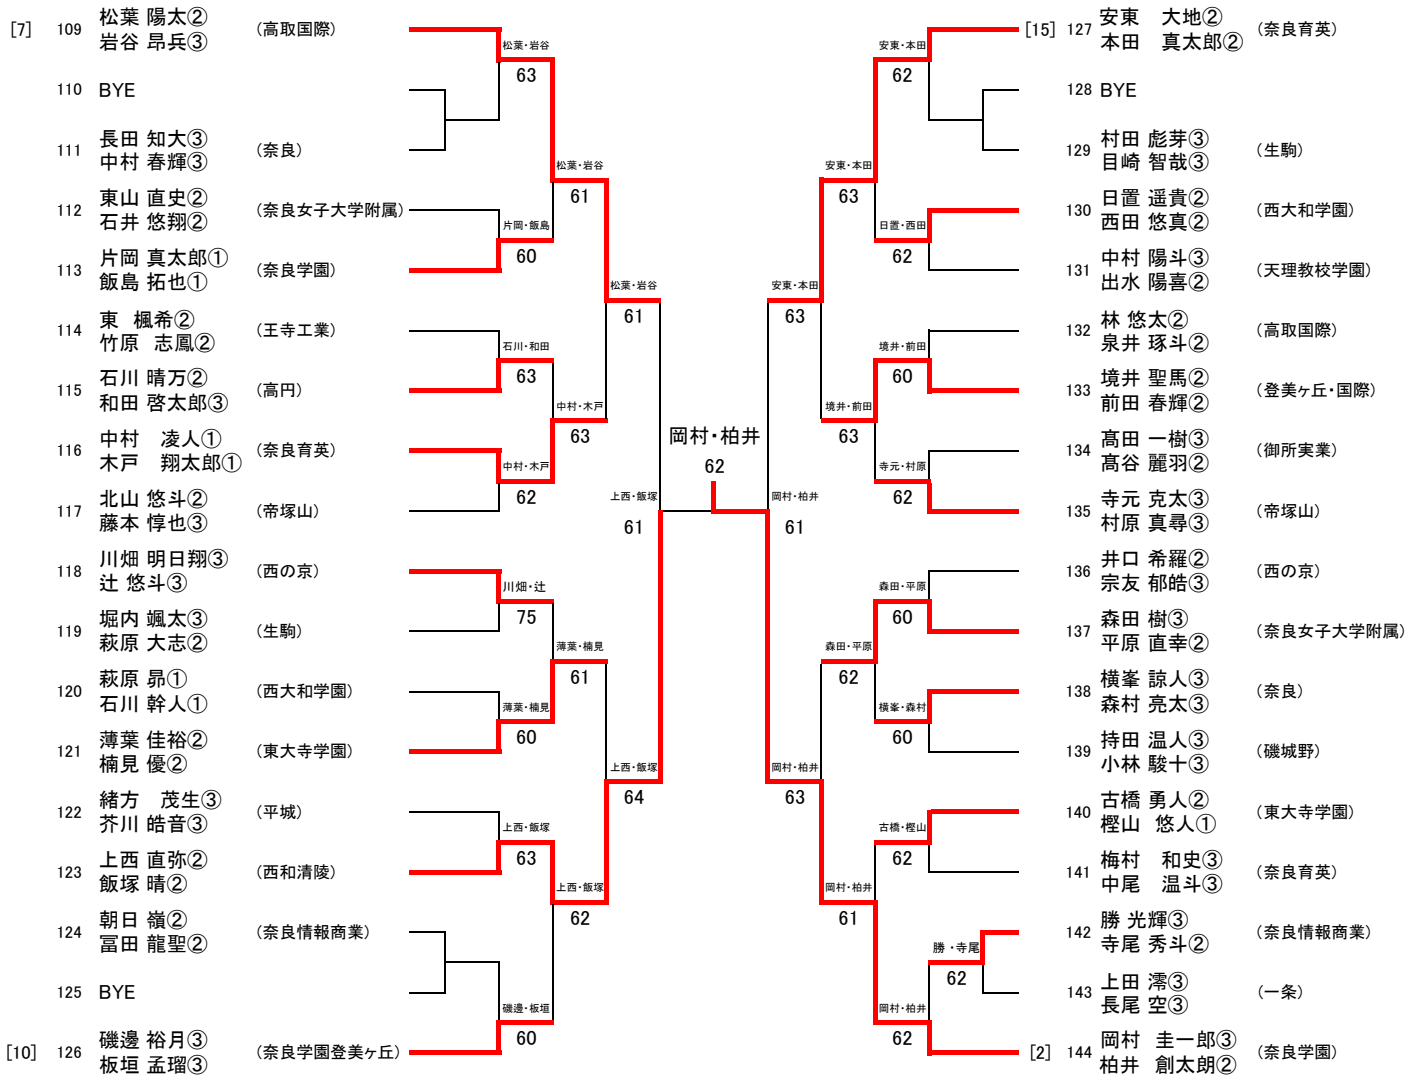 [7] 109 松葉 陽太② (高取国際)
岩谷 昂兵③
110 BYE
111 長田 知大③ (奈良)
中村 春輝③
112 東山 直史② (奈良女子大学附属)
石井 悠翔②
113 片岡 真太郎① (奈良学園)
飯島 拓也①
114 東 楓希② (王寺工業)
竹原 志鳳②
115 石川 晴万② (高円)
和田 啓太郎③
116 中村 凌人① (奈良育英)
木戸 翔太郎①
117 北山 悠斗② (帝塚山)
藤本 惇也③
118 川畑 明日翔③ (西の京)
辻 悠斗③
119 堀内 颯太③ (生駒)
萩原 大志②
120 萩原 昴① (西大和学園)
石川 幹人①
121 薄葉 佳裕② (東大寺学園)
楠見 優②
122 緒方 茂生③ (平城)
芥川 皓音③
123 上西 直弥② (西和清陵)
飯塚 晴②
124 朝日 嶺② (奈良情報商業)
冨田 龍聖②
125 BYE
[10] 126 磯邊 裕月③ (奈良学園登美ヶ丘)
板垣 孟瑠③
松葉・岩谷
63
片岡・飯島
60
石川・和田
63
中村・木戸
62
川畑・辻
75
薄葉・楠見
60
上西・飯塚
63
磯邊・板垣
60
松葉・岩谷
61
中村・木戸
63
薄葉・楠見
61
上西・飯塚
62
松葉・岩谷
61
上西・飯塚
64
上西・飯塚
61
岡村・柏井
62
岡村・柏井
61
安東・本田
63
岡村・柏井
63
安東・本田
63
境井・前田
63
森田・平原
62
岡村・柏井
61
安東・本田
62
日置・西田
62
境井・前田
60
寺元・村原
62
森田・平原
60
横峯・森村
60
古橋・樫山
62
岡村・柏井
62
勝・寺尾
62
[15] 127 安東 大地② (奈良育英)
本田 真太郎②
128 BYE
129 村田 彪芽③ (生駒)
目崎 智哉③
130 日置 遥貴② (西大和学園)
西田 悠真②
131 中村 陽斗③ (天理教校学園)
出水 陽喜②
132 林 悠太② (高取国際)
泉井 琢斗②
133 境井 聖馬② (登美ヶ丘・国際)
前田 春輝②
134 髙田 一樹③ (御所実業)
髙谷 麗羽②
135 寺元 克太③ (帝塚山)
村原 真尋③
136 井口 希羅② (西の京)
宗友 郁皓③
137 森田 樹③ (奈良女子大学附属)
平原 直幸②
138 横峯 諒人③ (奈良)
森村 亮太③
139 持田 温人③ (磯城野)
小林 駿十③
140 古橋 勇人② (東大寺学園)
樫山 悠人①
141 梅村 和史③ (奈良育英)
中尾 温斗③
142 勝 光輝③ (奈良情報商業)
寺尾 秀斗②
143 上田 澪③ (一条)
長尾 空③
[2] 144 岡村 圭一郎③ (奈良学園)
柏井 創太朗②